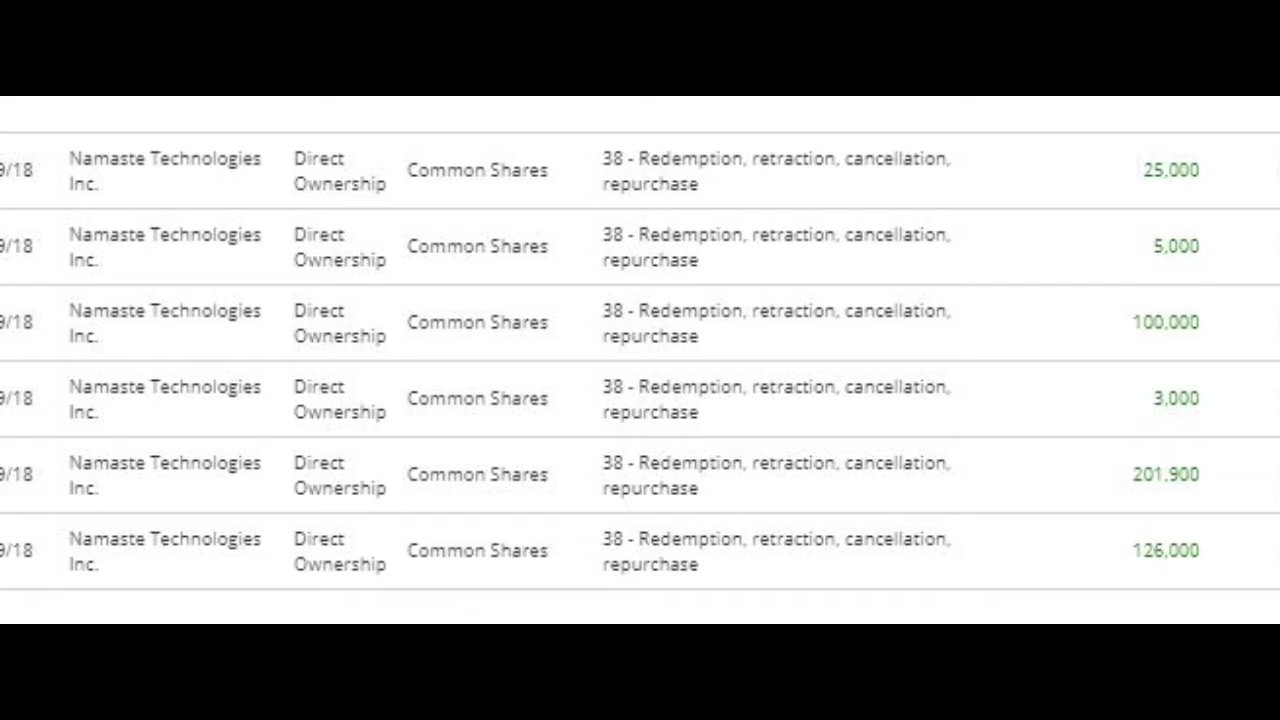 9/18 Namaste Technologies Inc. Direct Ownership Common Shares 38 - Redemption, retraction, cancellation, repurchase 25,000
9/18 Namaste Technologies Inc. Direct Ownership Common Shares 38 - Redemption, retraction, cancellation, repurchase 5,000
9/18 Namaste Technologies Inc. Direct Ownership Common Shares 38 - Redemption, retraction, cancellation, repurchase 100,000
9/18 Namaste Technologies Inc. Direct Ownership Common Shares 38 - Redemption, retraction, cancellation, repurchase 3,000
9/18 Namaste Technologies Inc. Direct Ownership Common Shares 38 - Redemption, retraction, cancellation, repurchase 201,900
9/18 Namaste Technologies Inc. Direct Ownership Common Shares 38 - Redemption, retraction, cancellation, repurchase 126,000